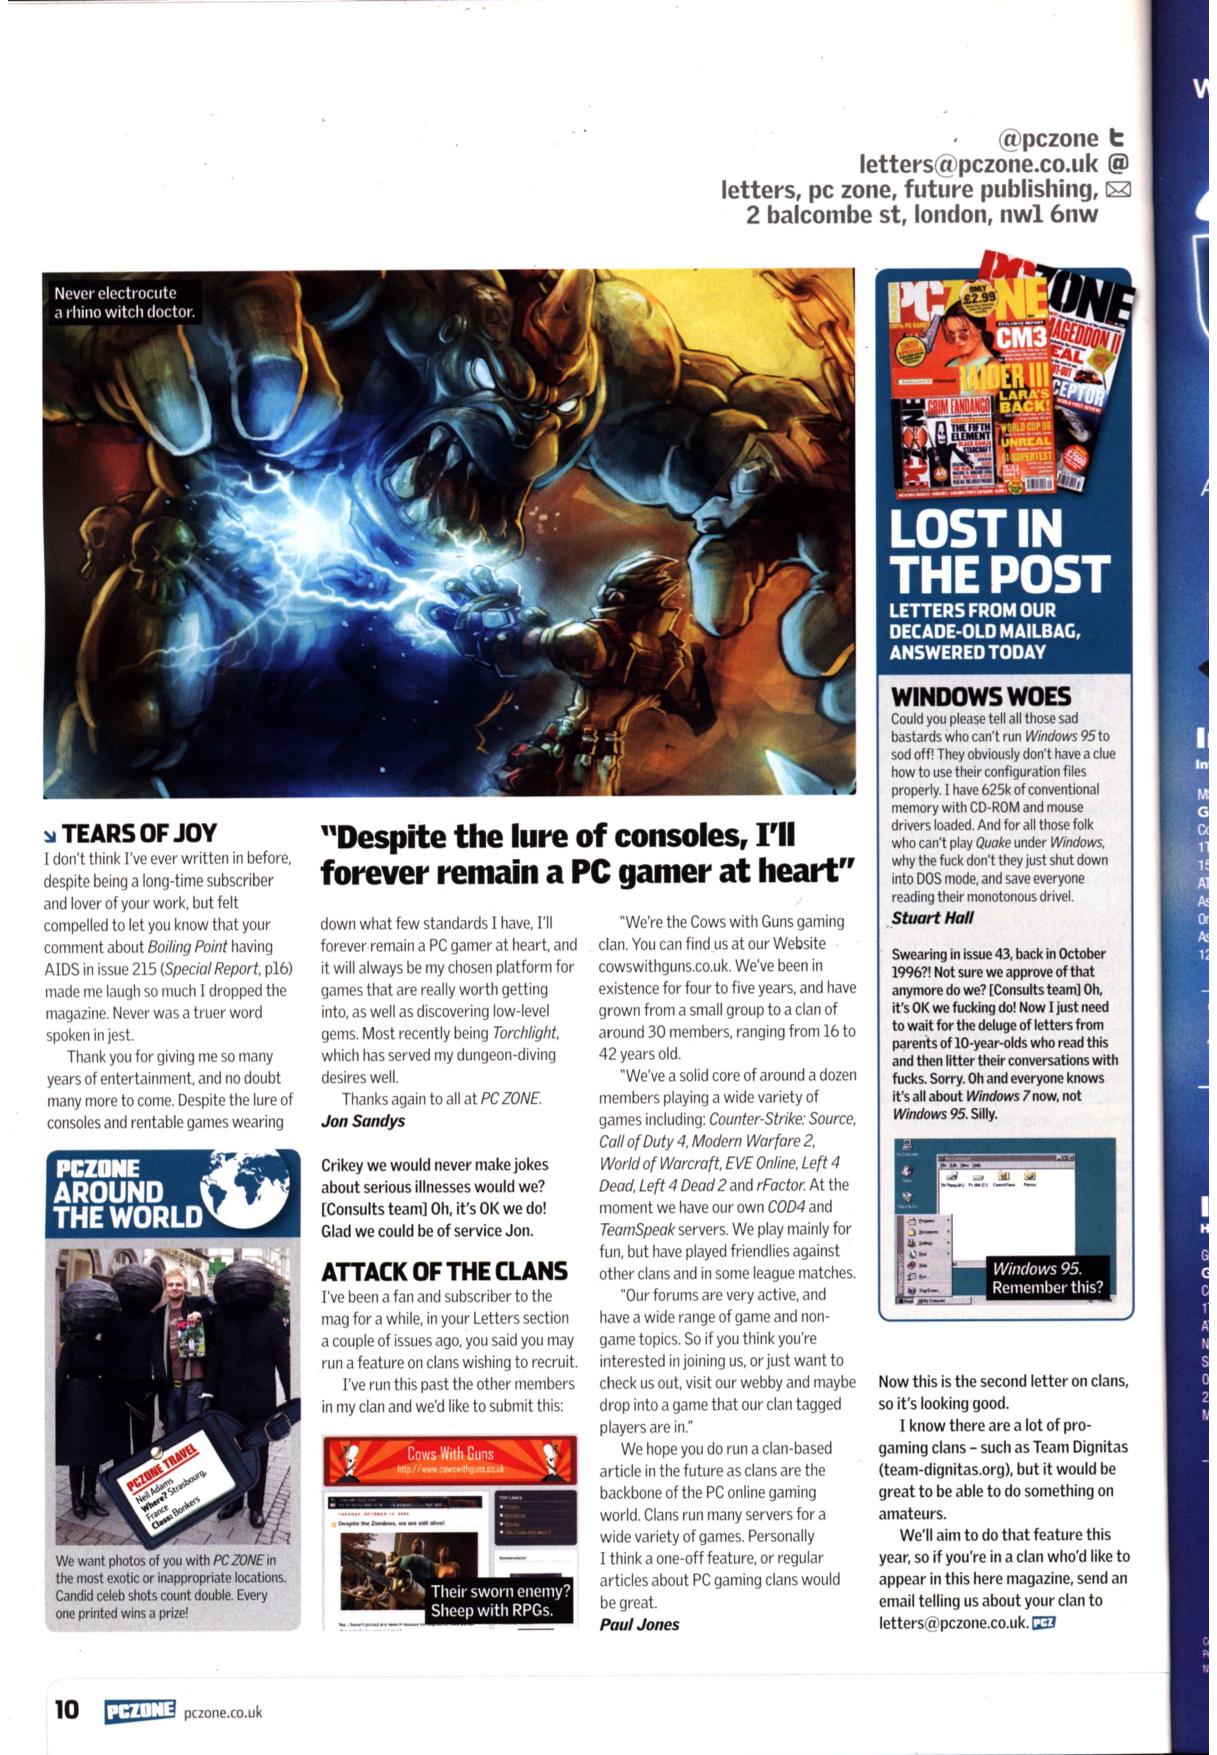 @pczone
letters@pczone.co.uk @
letters, pc zone, future publishing,
2 balcombe st, london, nw1 6nw
Never electrocute
a rhino witch doctor.
TEARS OF JOY
I don't think I've ever written in before,
despite being a long-time subscriber
and lover of your work, but felt
compelled to let you know that your
comment about Boiling Point having
AIDS in issue 215 (Special Report, p16)
made me laugh so much I dropped the
magazine. Never was a truer word
spoken in jest.
Thank you for giving me so many
years of entertainment, and no doubt
many more to come. Despite the lure of
consoles and rentable games wearing
"Despite the lure of consoles, I'll
forever remain a PC gamer at heart"
down what few standards I have, I'll
forever remain a PC gamer at heart, and
it will always be my chosen platform for
games that are really worth getting
into, as well as discovering low-level
gems. Most recently being Torchlight,
which has served my dungeon-diving
desires well.
Thanks again to all at PC ZONE.
Jon Sandys
Crikey we would never make jokes
about serious illnesses would we?
[Consults team] Oh, it's OK we do!
Glad we could be of service Jon.
ATTACK OF THE CLANS
I've been a fan and subscriber to the
mag for a while, in your Letters section
a couple of issues ago, you said you may
run a feature on clans wishing to recruit.
I've run this past the other members
in my clan and we'd like to submit this:
Cows With Guns
http://www.cowswithguns.co.uk
Despite the Zombies, we are still alive!
Their sworn enemy?
Sheep with RPGs.
"We're the Cows with Guns gaming
clan. You can find us at our Website
cowswithguns.co.uk. We've been in
existence for four to five years, and have
grown from a small group to a clan of
around 30 members, ranging from 16 to
42 years old.
"We've a solid core of around a dozen
members playing a wide variety of
games including: Counter-Strike: Source,
Call of Duty 4, Modern Warfare 2,
World of Warcraft, EVE Online, Left 4
Dead, Left 4 Dead 2 and rFactor. At the
moment we have our own COD4 and
TeamSpeak servers. We play mainly for
fun, but have played friendlies against
other clans and in some league matches.
"Our forums are very active, and
have a wide range of game and non-
game topics. So if you think you're
interested in joining us, or just want to
check us out, visit our webby and maybe
drop into a game that our clan tagged
players are in."
We hope you do run a clan-based
article in the future as clans are the
backbone of the PC online gaming
world. Clans run many servers for a
wide variety of games. Personally
I think a one-off feature, or regular
articles about PC gaming clans would
be great.
Paul Jones
Now this is the second letter on clans,
so it's looking good.
I know there are a lot of pro-
gaming clans – such as Team Dignitas
(team-dignitas.org), but it would be
great to be able to do something on
amateurs.
We'll aim to do that feature this
year, so if you're in a clan who'd like to
appear in this here magazine, send an
email telling us about your clan to
letters@pczone.co.uk. PCZ
PCZONE
AROUND
THE WORLD
PCZONE TRAVEL
Neil Adams
Where? Strasbourg,
France
Class: Bonkers
We want photos of you with PC ZONE in
the most exotic or inappropriate locations.
Candid celeb shots count double. Every
one printed wins a prize!
PCZONE
ONLY
£2.99
CM3
RAIDER III
LARA'S
BACK!
WORLD CUP 98
UNREAL
GRIM FANDANGO
THE FIFTH
ELEMENT
STARCRAFT
LOST IN
THE POST
LETTERS FROM OUR
DECADE-OLD MAILBAG,
ANSWERED TODAY
WINDOWS WOES
Could you please tell all those sad
bastards who can't run Windows 95 to
sod off! They obviously don't have a clue
how to use their configuration files
properly. I have 625k of conventional
memory with CD-ROM and mouse
drivers loaded. And for all those folk
who can't play Quake under Windows,
why the fuck don't they just shut down
into DOS mode, and save everyone
reading their monotonous drivel.
Stuart Hall
Swearing in issue 43, back in October
1996?! Not sure we approve of that
anymore do we? [Consults team] Oh,
it's OK we fucking do! Now I just need
to wait for the deluge of letters from
parents of 10-year-olds who read this
and then litter their conversations with
fucks. Sorry. Oh and everyone knows
it's all about Windows 7 now, not
Windows 95. Silly.
Windows 95.
Remember this?
10 PCZONE pczone.co.uk